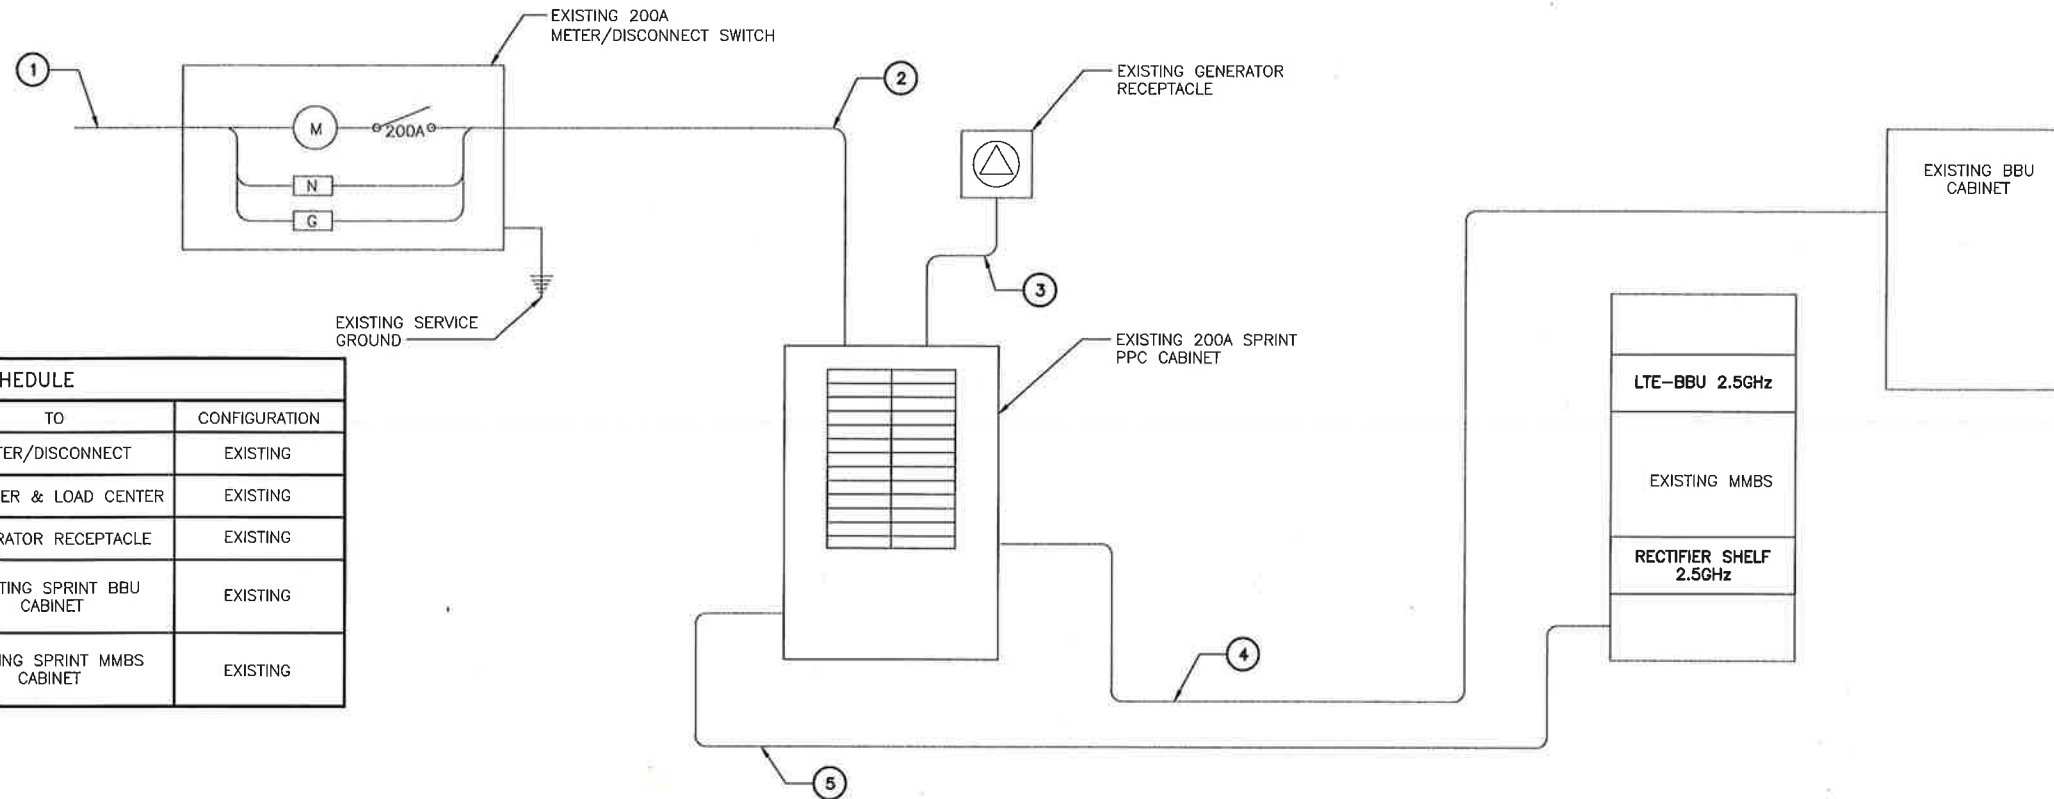 EXISTING 200A
METER/DISCONNECT SWITCH
1
2
EXISTING GENERATOR
RECEPTACLE
M
200A
N
G
EXISTING BBU
CABINET
3
EXISTING SERVICE
GROUND
EXISTING 200A SPRINT
PPC CABINET
HEDULE
TO
CONFIGURATION
TER/DISCONNECT
EXISTING
ER & LOAD CENTER
EXISTING
RATOR RECEPTACLE
EXISTING
TING SPRINT BBU
CABINET
EXISTING
ING SPRINT MMBS
CABINET
EXISTING
LTE-BBU 2.5GHz
EXISTING MMBS
RECTIFIER SHELF
2.5GHz
4
5